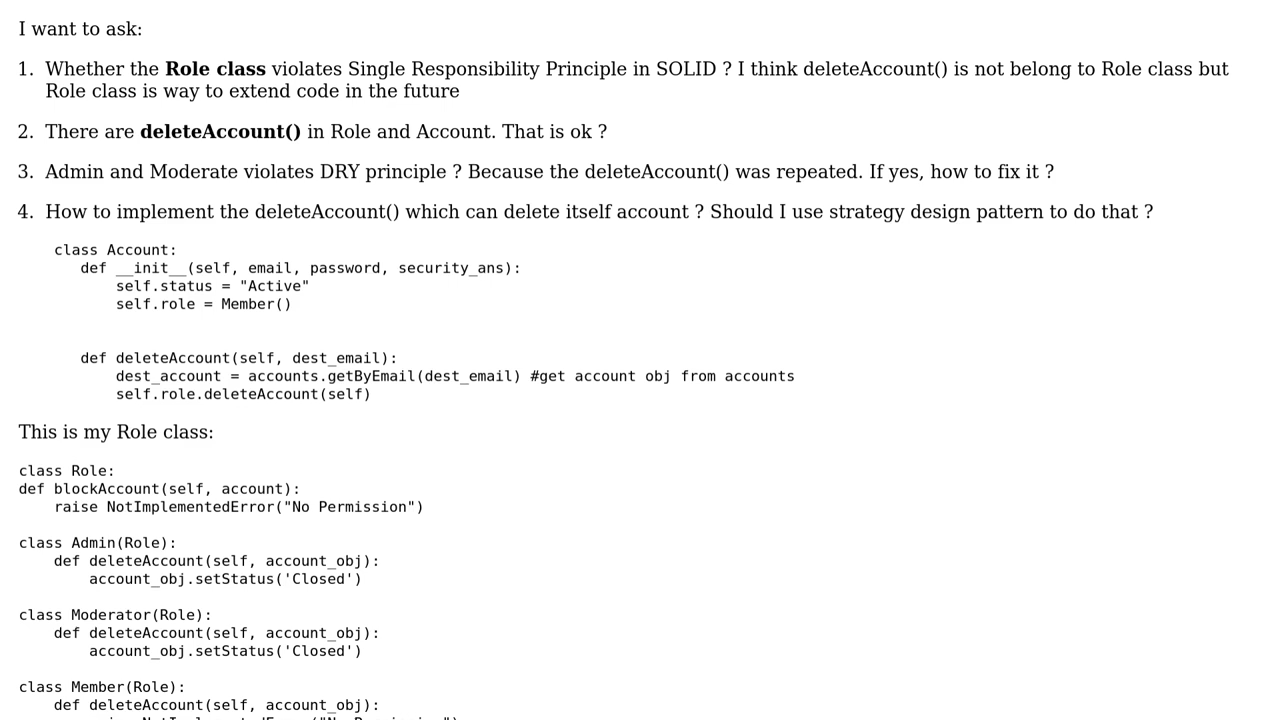 I want to ask:
1. Whether the Role class violates Single Responsibility Principle in SOLID ? I think deleteAccount() is not belong to Role class but
Role class is way to extend code in the future
2. There are deleteAccount() in Role and Account. That is ok ?
3. Admin and Moderate violates DRY principle ? Because the deleteAccount() was repeated. If yes, how to fix it ?
4. How to implement the deleteAccount() which can delete itself account ? Should I use strategy design pattern to do that ?
class Account:
def __init__(self, email, password, security_ans):
self.status = "Active"
self.role = Member()
def deleteAccount(self, dest_email):
dest_account = accounts.getByEmail(dest_email) #get account obj from accounts
self.role.deleteAccount(self)
This is my Role class:
class Role:
def blockAccount(self, account):
raise NotImplementedError("No Permission")
class Admin(Role):
def deleteAccount(self, account_obj):
account_obj.setStatus('Closed')
class Moderator(Role):
def deleteAccount(self, account_obj):
account_obj.setStatus('Closed')
class Member(Role):
def deleteAccount(self, account_obj):